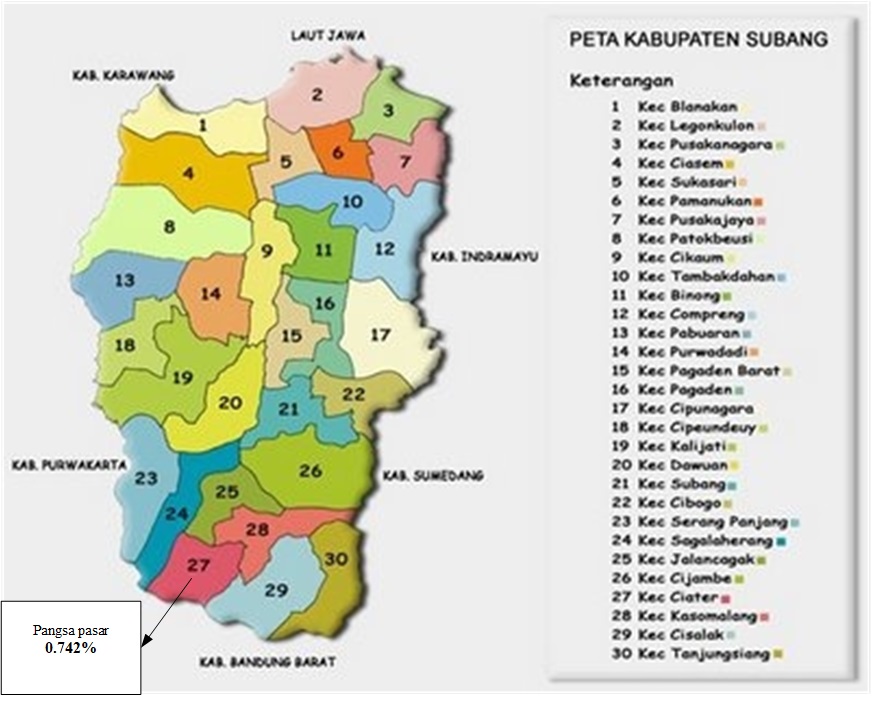 LAUT JAWA
KAB. KARAWANG
1
2
3
4
5
6
7
8
9
10
11
12
KAB. INDRAMAYU
13
14
15
16
17
18
19
20
21
22
KAB. PURWAKARTA
23
24
25
26
KAB. SUMEDANG
27
28
29
30
KAB. BANDUNG BARAT
Pangsa pasar
0.742%
PETA KABUPATEN SUBANG
Keterangan
1 Kec Blanakan
2 Kec Legonkulon
3 Kec Pusakanagara
4 Kec Ciasem
5 Kec Sukasari
6 Kec Pamanukan
7 Kec Pusakajaya
8 Kec Patokbeusi
9 Kec Cikaum
10 Kec Tambakdahan
11 Kec Binong
12 Kec Compreng
13 Kec Pabuaran
14 Kec Purwadadi
15 Kec Pagaden Barat
16 Kec Pagaden
17 Kec Cipunagara
18 Kec Cipeundeuy
19 Kec Kalijati
20 Kec Dawuan
21 Kec Subang
22 Kec Cibogo
23 Kec Serang Panjang
24 Kec Sagalaherang
25 Kec Jalancagak
26 Kec Cijambe
27 Kec Ciater
28 Kec Kasomalang
29 Kec Cisalak
30 Kec Tanjungsiang